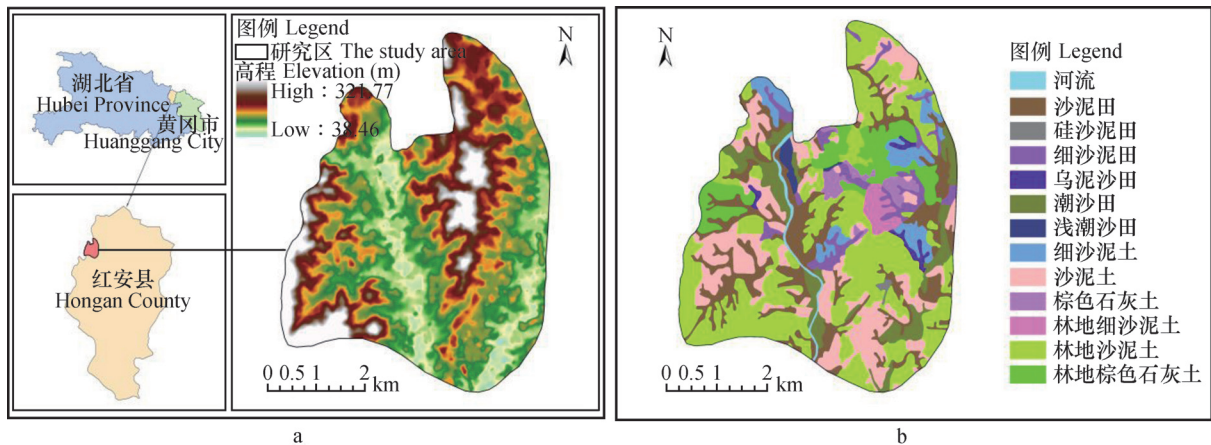 湖北省
Hubei Province
黄冈市
Huanggang City
红安县
Hongan County
图例 Legend
研究区 The study area
高程 Elevation (m)
High：321.77
Low：38.46
N
0 0.5 1 2
km
a
N
图例 Legend
河流
沙泥田
硅沙泥田
细沙泥田
乌泥沙田
潮沙田
浅潮沙田
细沙泥土
沙泥土
棕色石灰土
林地细沙泥土
林地沙泥土
林地棕色石灰土
0 0.5 1 2
km
b